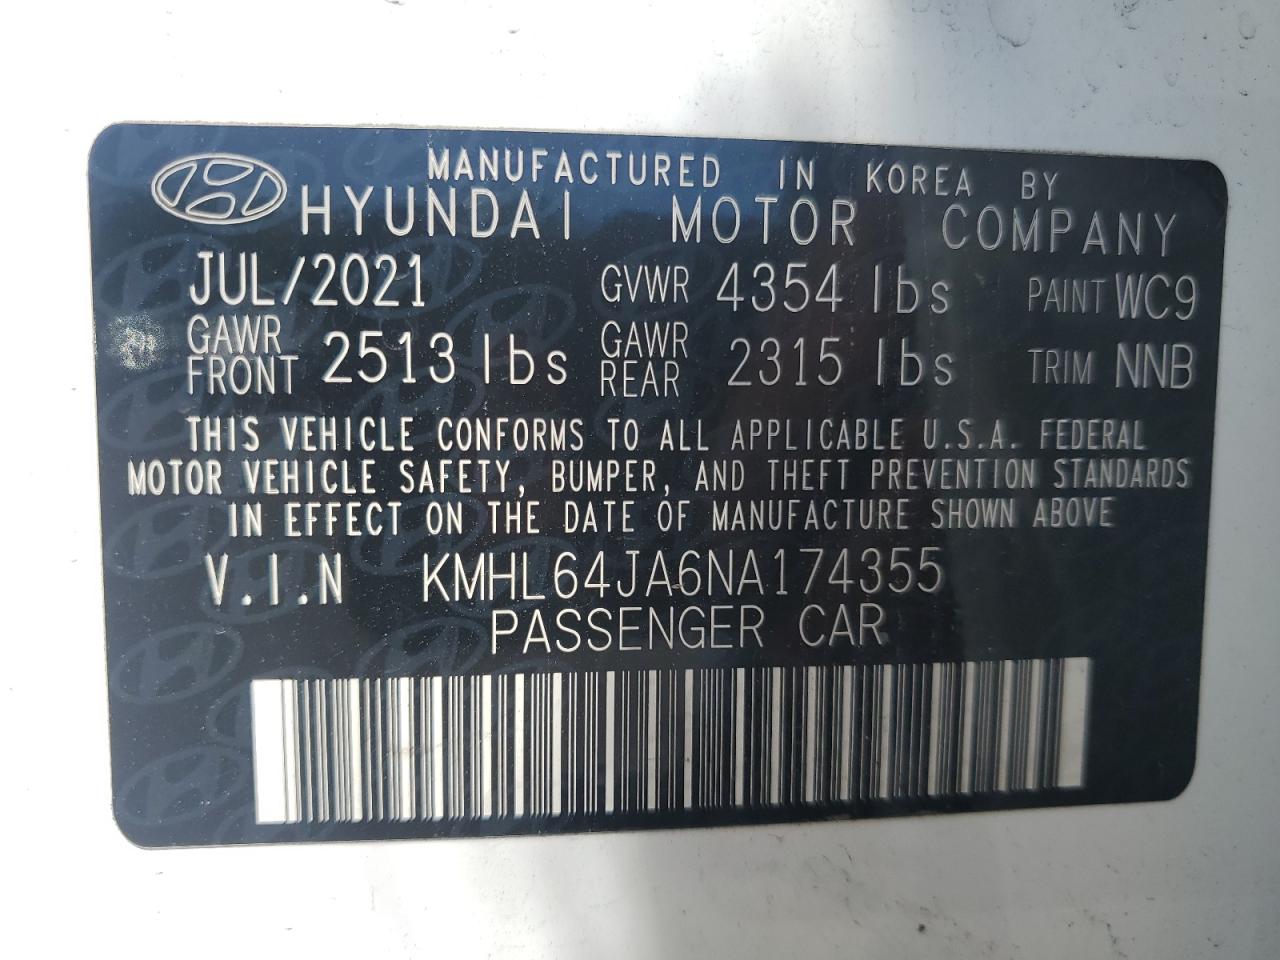 MANUFACTURED IN KOREA BY
HYUNDAI MOTOR COMPANY
JUL/2021 GVWR 4354 lbs PAINT WC9
GAWR FRONT 2513 lbs GAWR REAR 2315 lbs TRIM NNB
THIS VEHICLE CONFORMS TO ALL APPLICABLE U.S.A. FEDERAL
MOTOR VEHICLE SAFETY, BUMPER, AND THEFT PREVENTION STANDARDS
IN EFFECT ON THE DATE OF MANUFACTURE SHOWN ABOVE
V.I.N KMHL64JA6NA174355
PASSENGER CAR